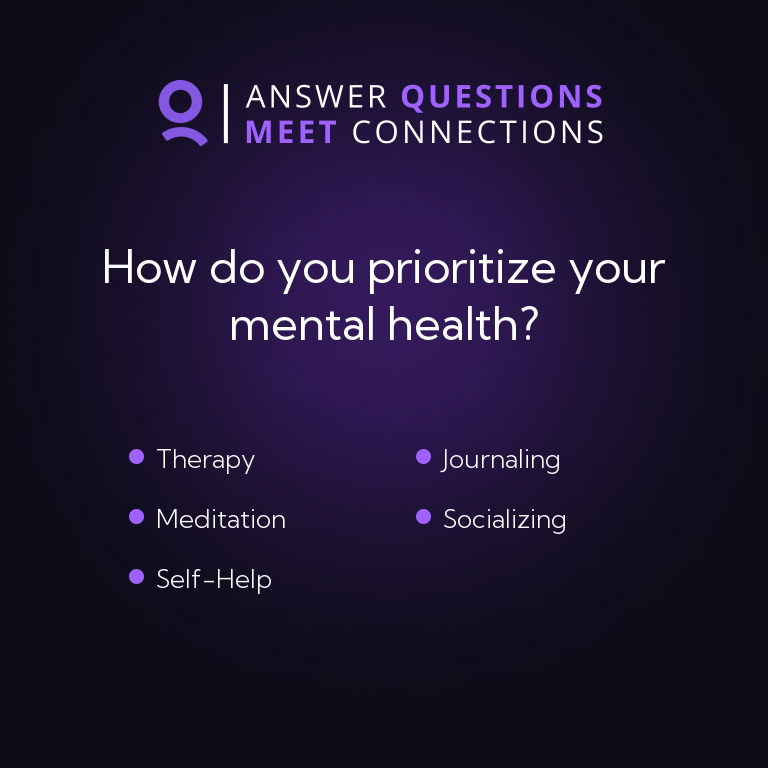 ANSWER QUESTIONS
MEET CONNECTIONS
How do you prioritize your
mental health?
Therapy
Meditation
Self-Help
Journaling
Socializing